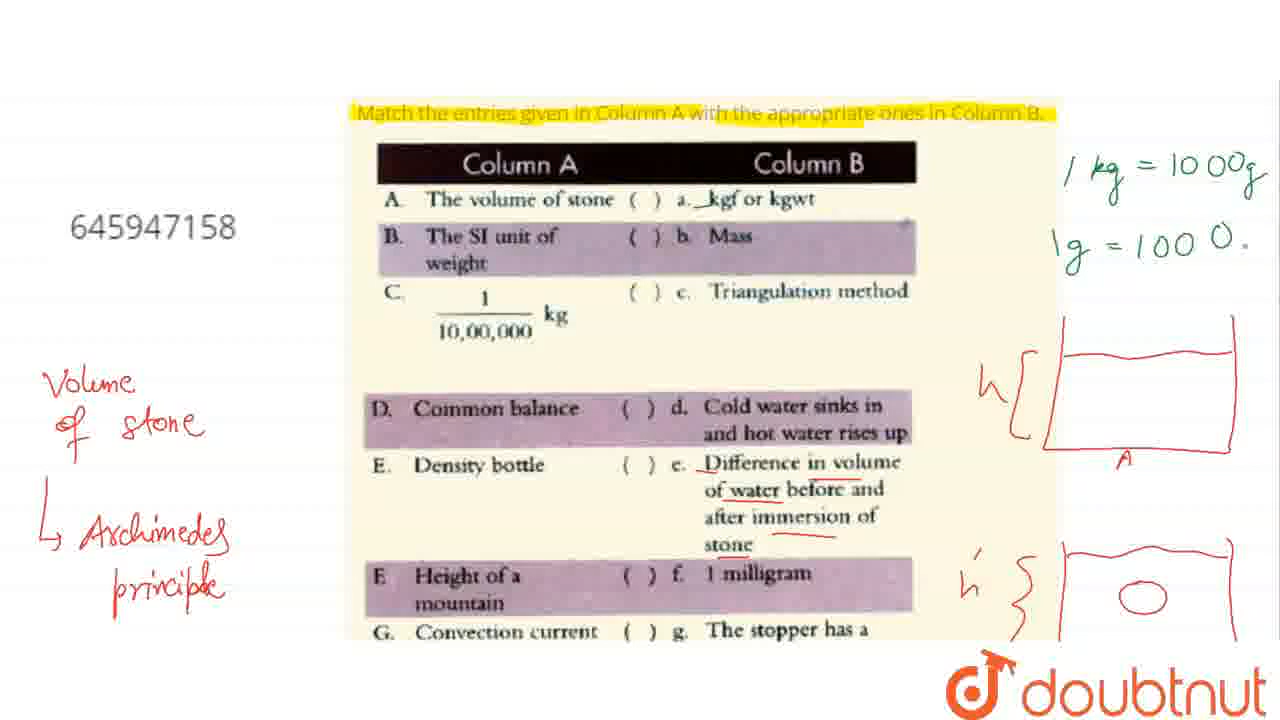 Match the entries given in Column A with the appropriate ones in Column B.
Column A Column B
A. The volume of stone ( ) a. kgf or kgwt
B. The SI unit of weight ( ) b. Mass
C. 1/10,00,000 kg ( ) c. Triangulation method
D. Common balance ( ) d. Cold water sinks in
and hot water rises up
E. Density bottle ( ) e. Difference in volume
of water before and
after immersion of
stone
F. Height of a mountain ( ) f. 1 milligram
G. Convection current ( ) g. The stopper has a
645947158
Volume
of stone
Archimedes
principle
1 kg = 1000g
1g = 1000.
h
A
h'
doubtnut